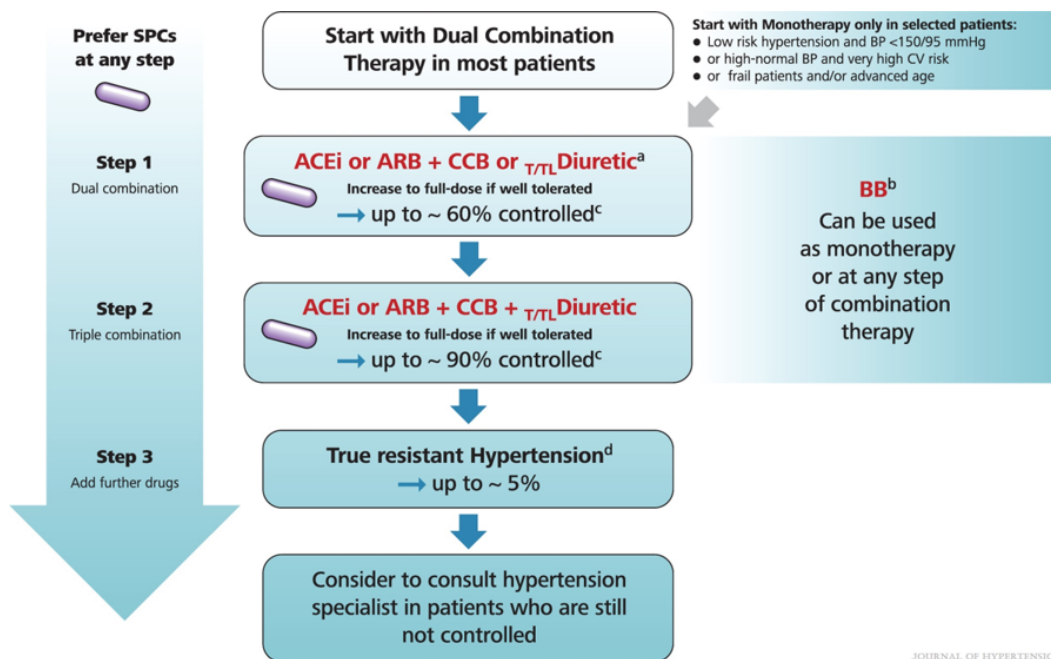 Prefer SPCs
at any step
Start with Dual Combination
Therapy in most patients
Start with Monotherapy only in selected patients:
• Low risk hypertension and BP <150/95 mmHg
• or high-normal BP and very high CV risk
• or frail patients and/or advanced age
Step 1
Dual combination
ACEi or ARB + CCB or T/TLDiureticᵃ
Increase to full-dose if well tolerated
→ up to ~ 60% controlledᶜ
BBᵇ
Can be used
as monotherapy
or at any step
of combination
therapy
Step 2
Triple combination
ACEi or ARB + CCB + T/TLDiuretic
Increase to full-dose if well tolerated
→ up to ~ 90% controlledᶜ
Step 3
Add further drugs
True resistant Hypertensionᵈ
→ up to ~ 5%
Consider to consult hypertension
specialist in patients who are still
not controlled
JOURNAL OF